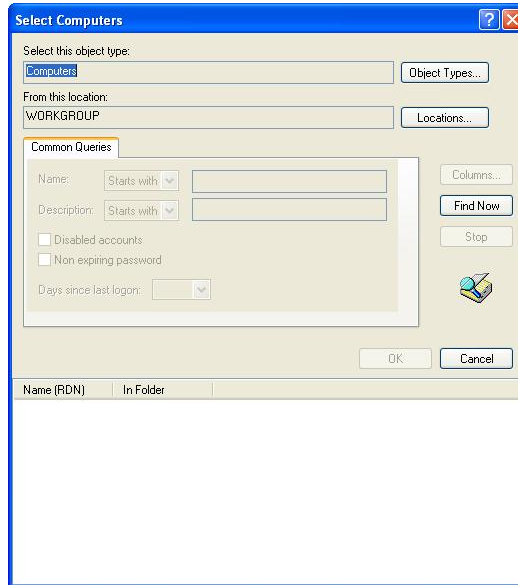 Select Computers
Select this object type:
Computers
Object Types...
From this location:
WORKGROUP
Locations...
Common Queries
Name:
Starts with
Columns...
Description:
Starts with
Find Now
Disabled accounts
Stop
Non expiring password
Days since last logon:
OK
Cancel
Name (RDN)
In Folder